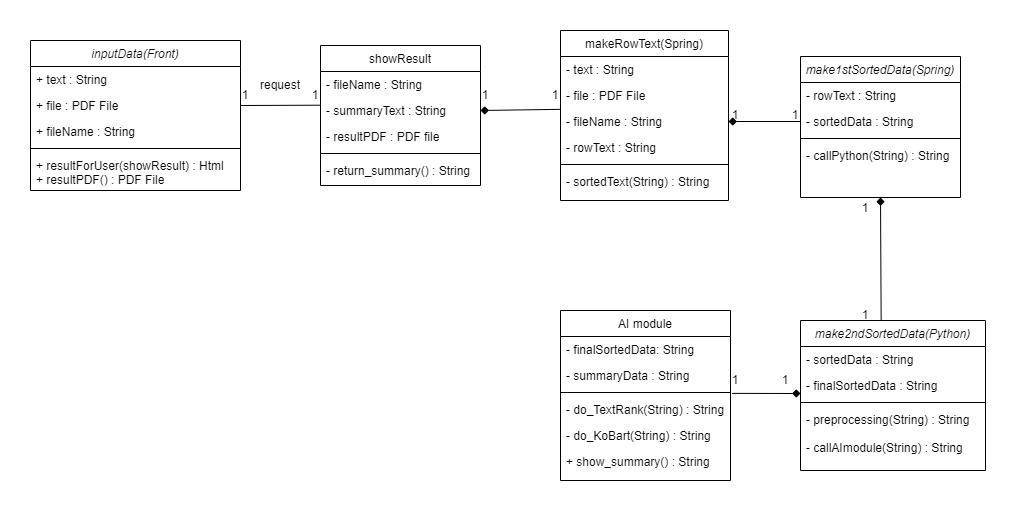 inputData(Front)
+ text : String
+ file : PDF File
+ fileName : String
+ resultForUser(showResult) : Html
+ resultPDF() : PDF File
1
request
1
showResult
- fileName : String
- summaryText : String
- resultPDF : PDF file
- return_summary() : String
1
1
makeRowText(Spring)
- text : String
- file : PDF File
- fileName : String
- rowText : String
- sortedText(String) : String
1
1
make1stSortedData(Spring)
- rowText : String
- sortedData : String
- callPython(String) : String
1
1
AI module
- finalSortedData: String
- summaryData : String
- do_TextRank(String) : String
- do_KoBart(String) : String
+ show_summary() : String
1
1
make2ndSortedData(Python)
- sortedData : String
- finalSortedData : String
- preprocessing(String) : String
- callAImodule(String) : String